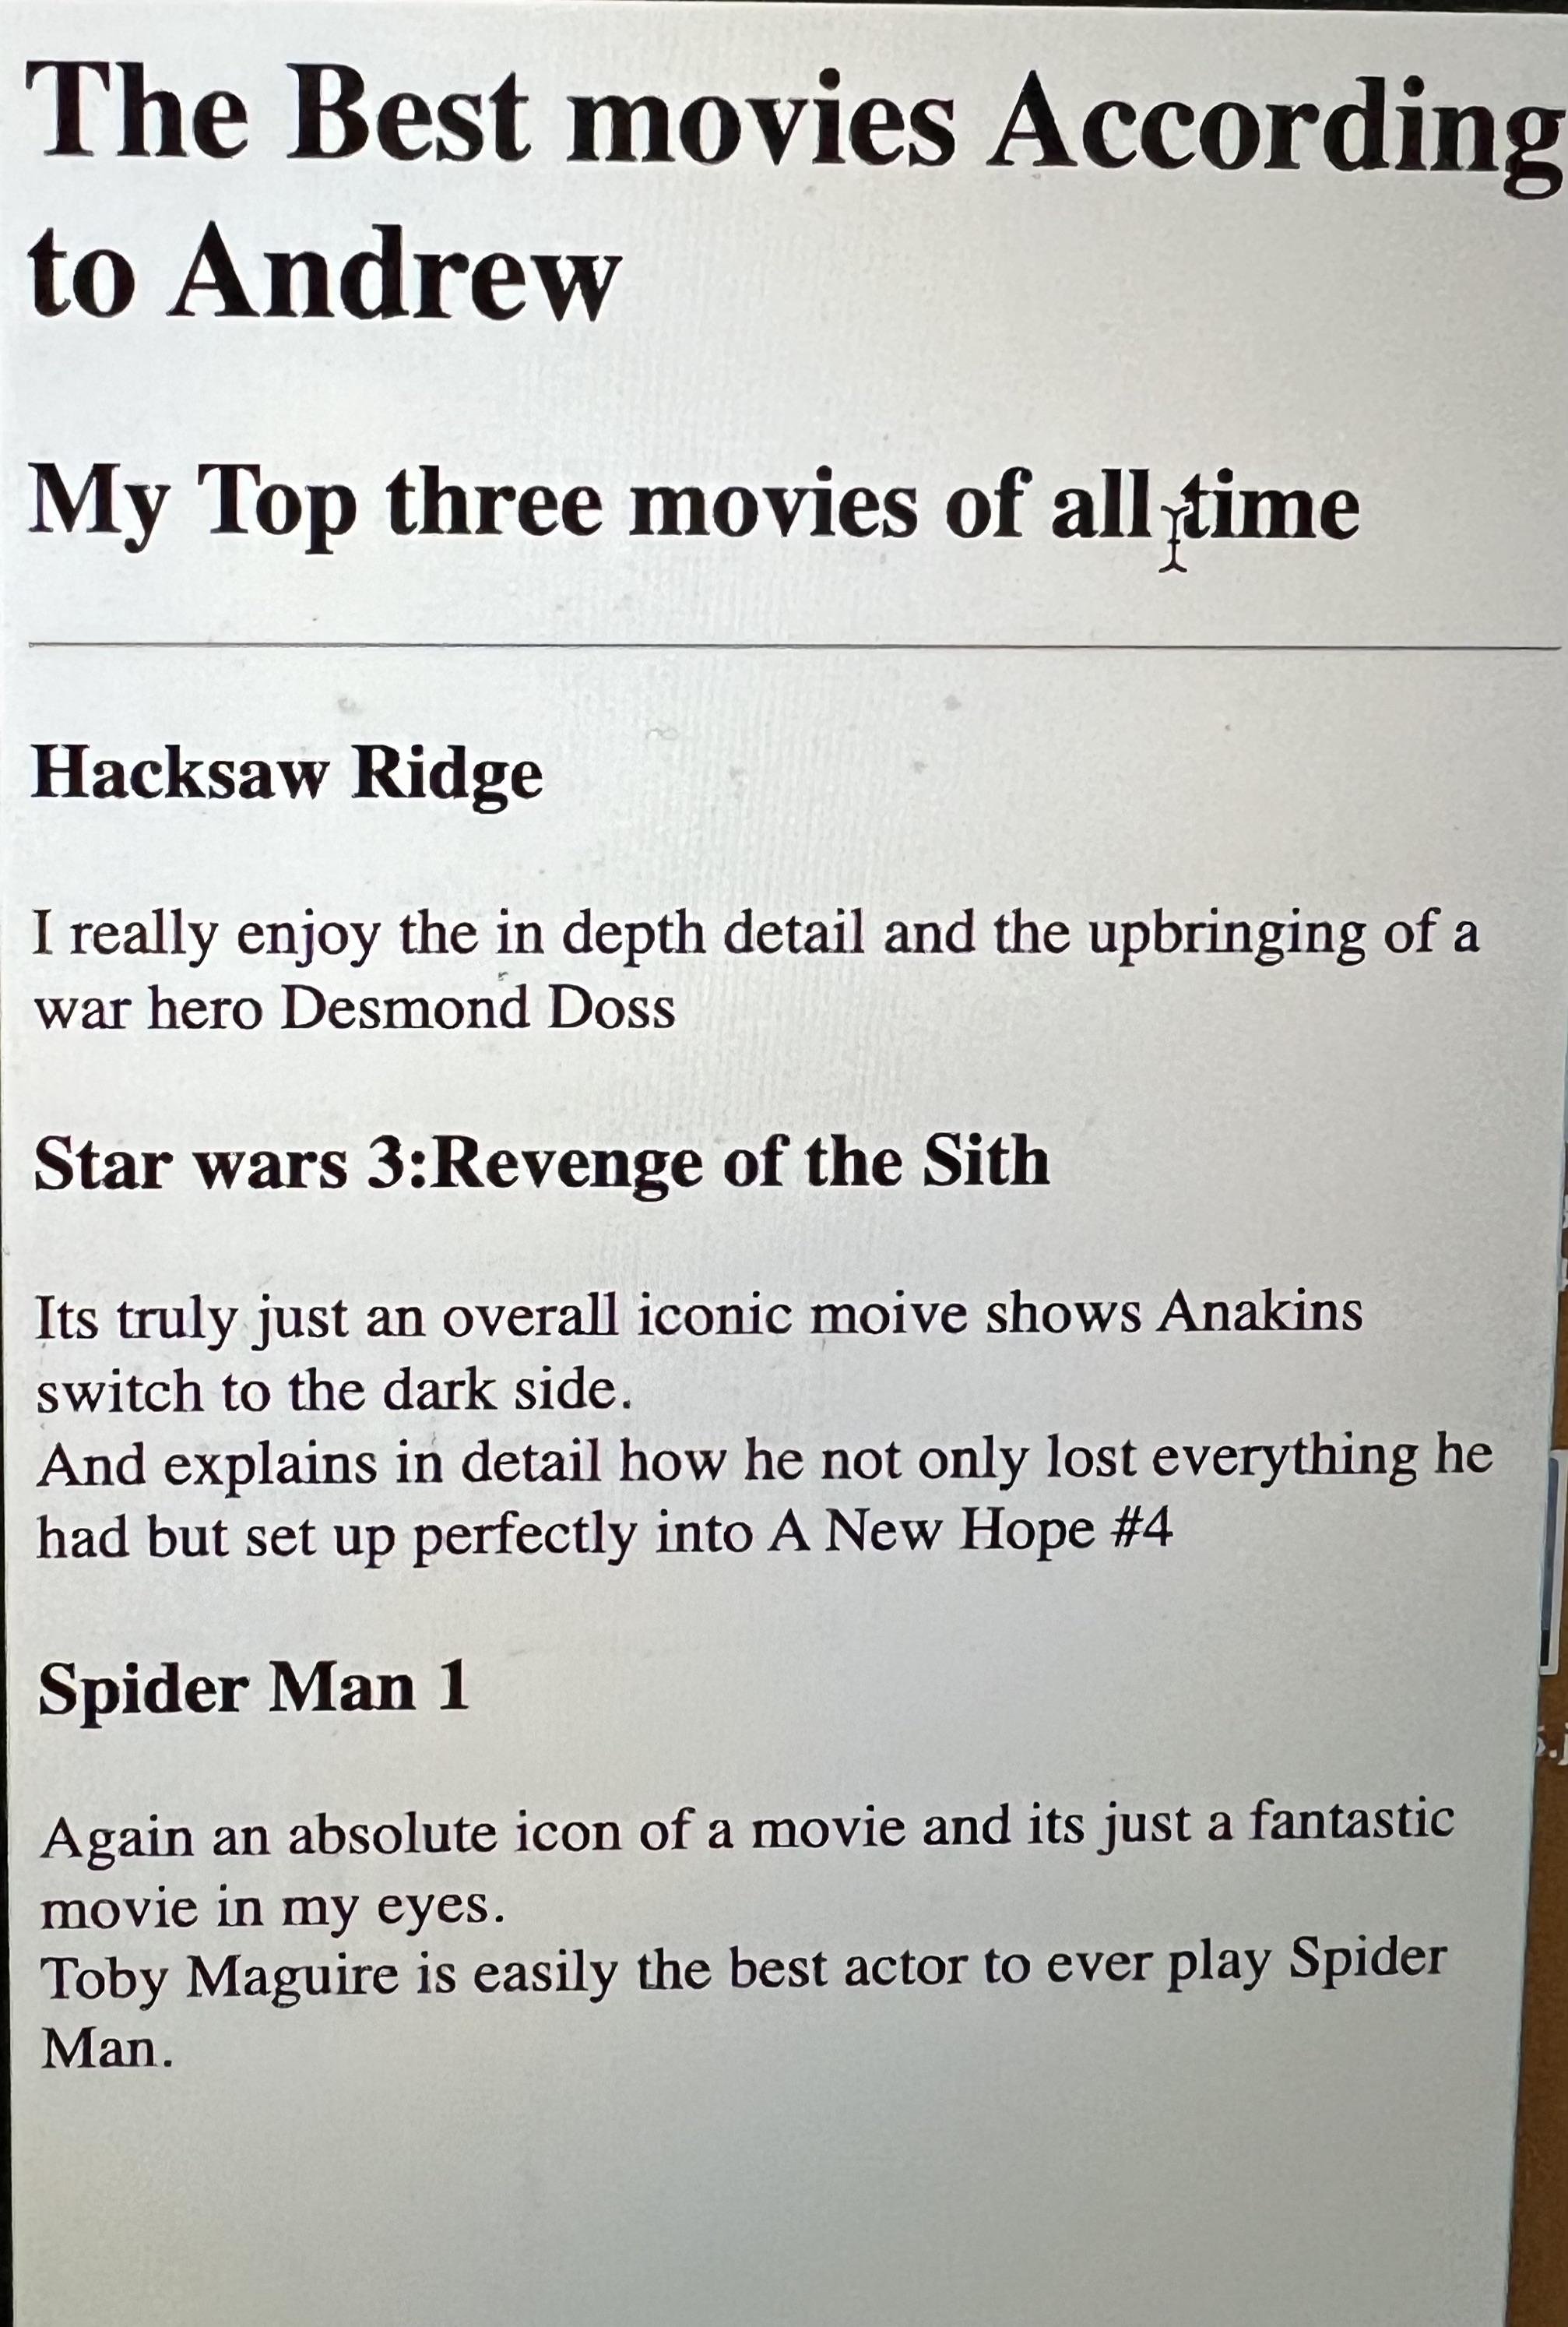 The Best movies According
to Andrew
My Top three movies of all time
Hacksaw Ridge
I really enjoy the in depth detail and the upbringing of a
war hero Desmond Doss
Star wars 3:Revenge of the Sith
Its truly just an overall iconic moive shows Anakins
switch to the dark side.
And explains in detail how he not only lost everything he
had but set up perfectly into A New Hope #4
Spider Man 1
Again an absolute icon of a movie and its just a fantastic
movie in my eyes.
Toby Maguire is easily the best actor to ever play Spider
Man.